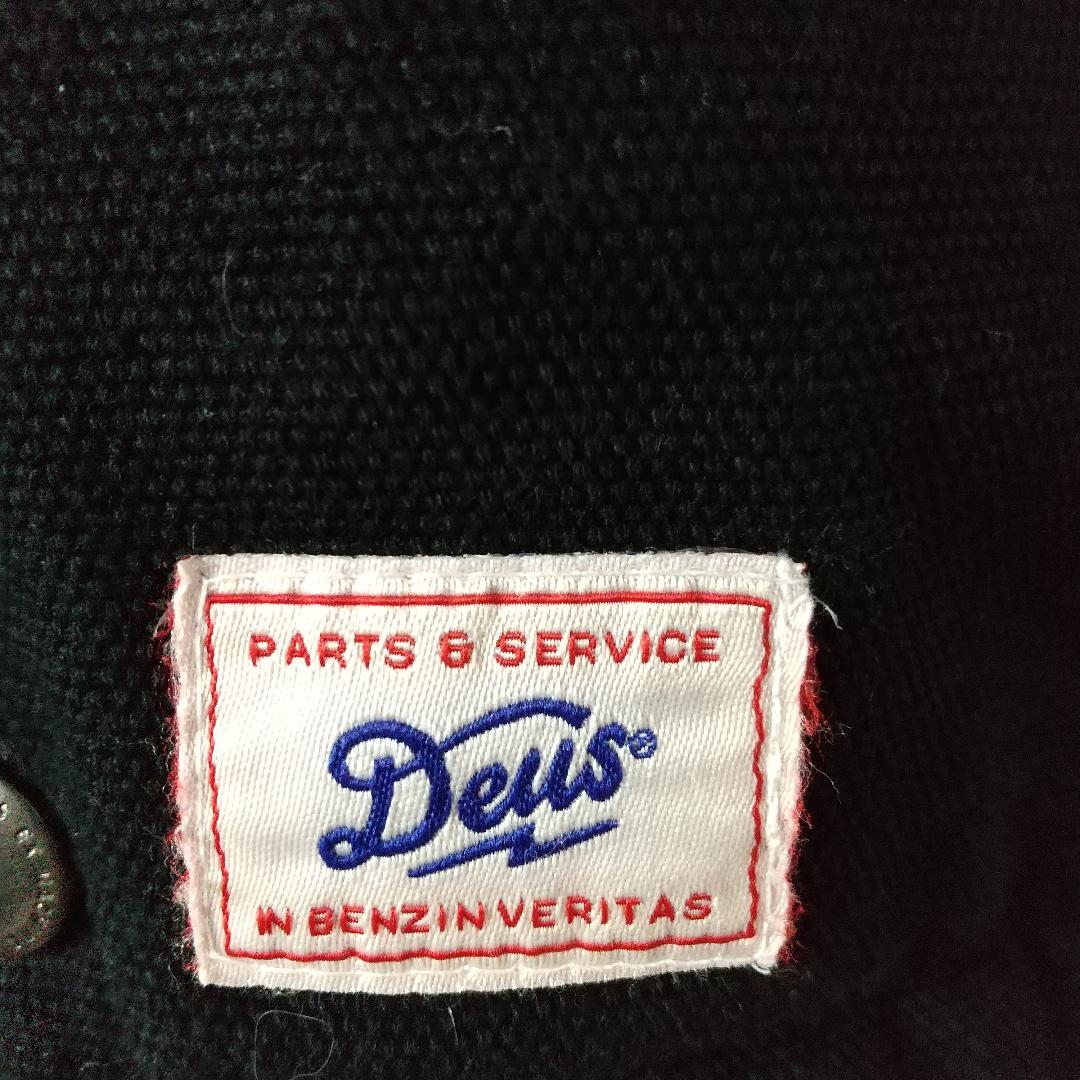 PARTS & SERVICE
Deus®
IN BENZIN VERITAS